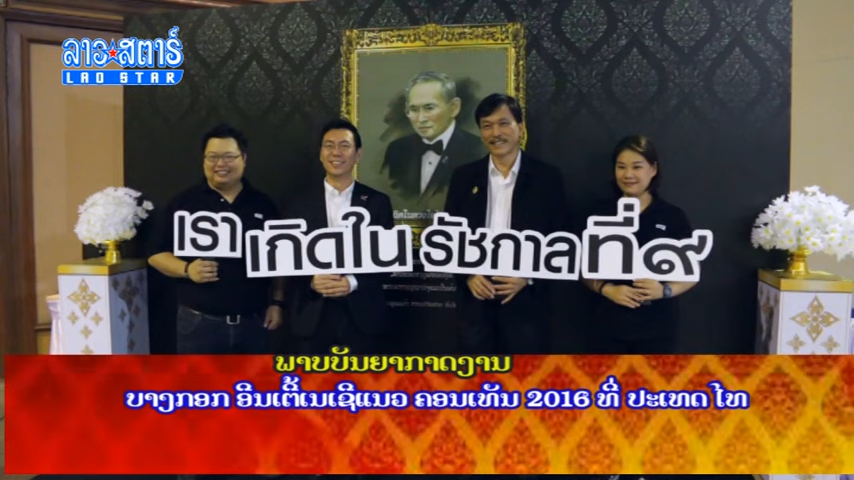 ລາວ★ສຕາຣ໌
LAO STAR
เรา เกิดใน รัชกาล ที่ ๙
ພາບບັນຍາກາດງານ
ບາງກອກ ອິນເຕີ້ເນເຊີແນວ ຄອນເທັນ 2016 ທີ່ ປະເທດ ໄທ